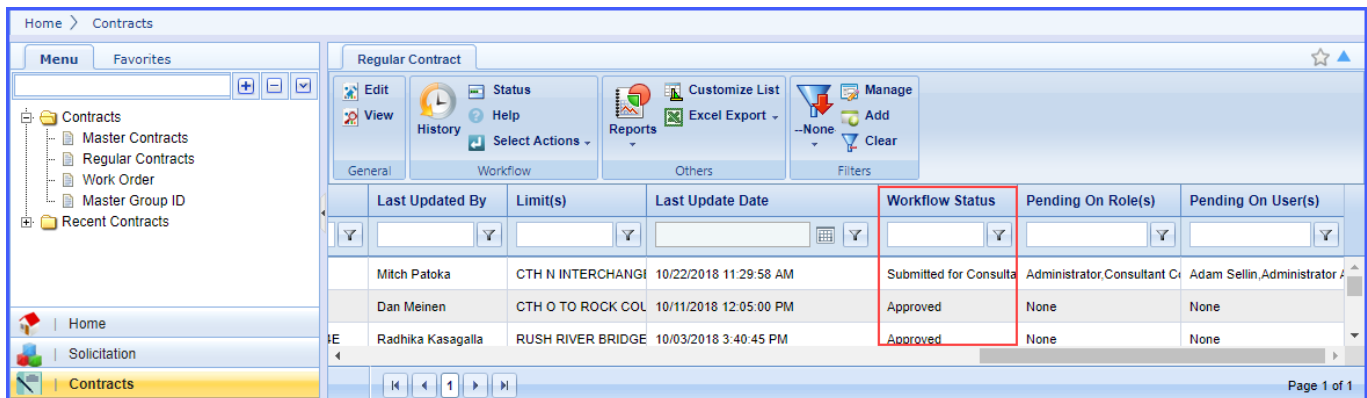 Home > Contracts
Menu Favorites
Contracts
Master Contracts
Regular Contracts
Work Order
Master Group ID
Recent Contracts
Home
Solicitation
Contracts
Regular Contract
Edit
View
General
History
Status
Help
Select Actions
Workflow
Reports
Customize List
Excel Export
Others
--None
Manage
Add
Clear
Filters
Last Updated By Limit(s) Last Update Date Workflow Status Pending On Role(s) Pending On User(s)
Mitch Patoka CTH N INTERCHANGE 10/22/2018 11:29:58 AM Submitted for Consulta Administrator,Consultant Co Adam Sellin,Administrator A
Dan Meinen CTH O TO ROCK COU 10/11/2018 12:05:00 PM Approved None None
4E Radhika Kasagalla RUSH RIVER BRIDGE 10/03/2018 3:40:45 PM Approved None None
1 Page 1 of 1